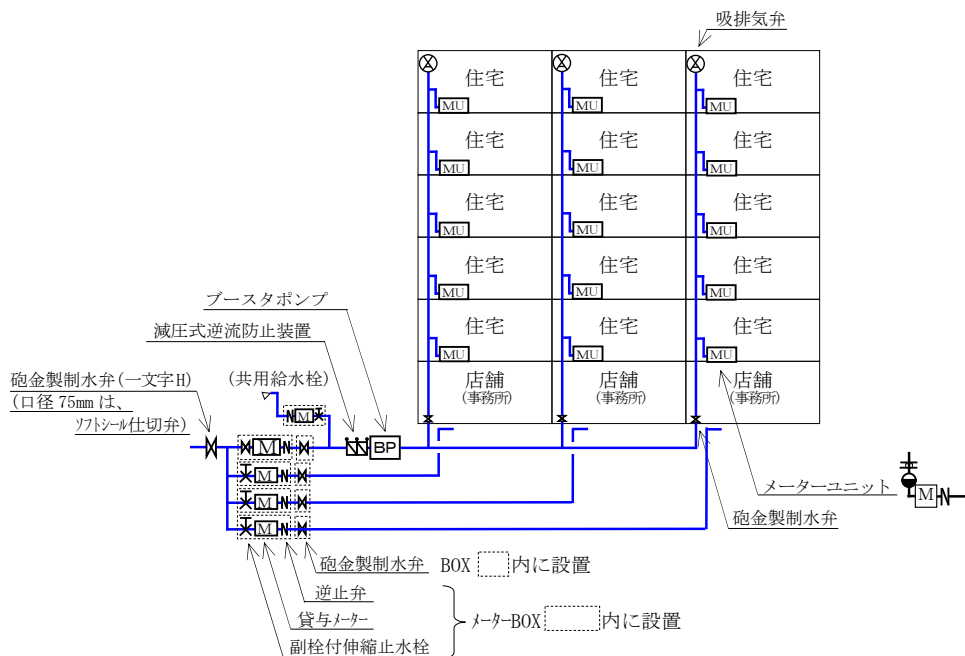 吸排気弁
住宅 住宅 住宅
MU MU MU
住宅 住宅 住宅
MU MU MU
住宅 住宅 住宅
MU MU MU
住宅 住宅 住宅
MU MU MU
住宅 住宅 住宅
MU MU MU
店舗 店舗 店舗
(事務所) (事務所) (事務所)
ブースタポンプ
減圧式逆流防止装置
砲金製制水弁(一文字H)
(口径75mmは、
ソフトシール仕切弁)
(共用給水栓)
M
M
BP
M
M
M
メーターユニット
M
砲金製制水弁
砲金製制水弁 BOX 内に設置
逆止弁
貸与メーター
メーターBOX 内に設置
副栓付伸縮止水栓